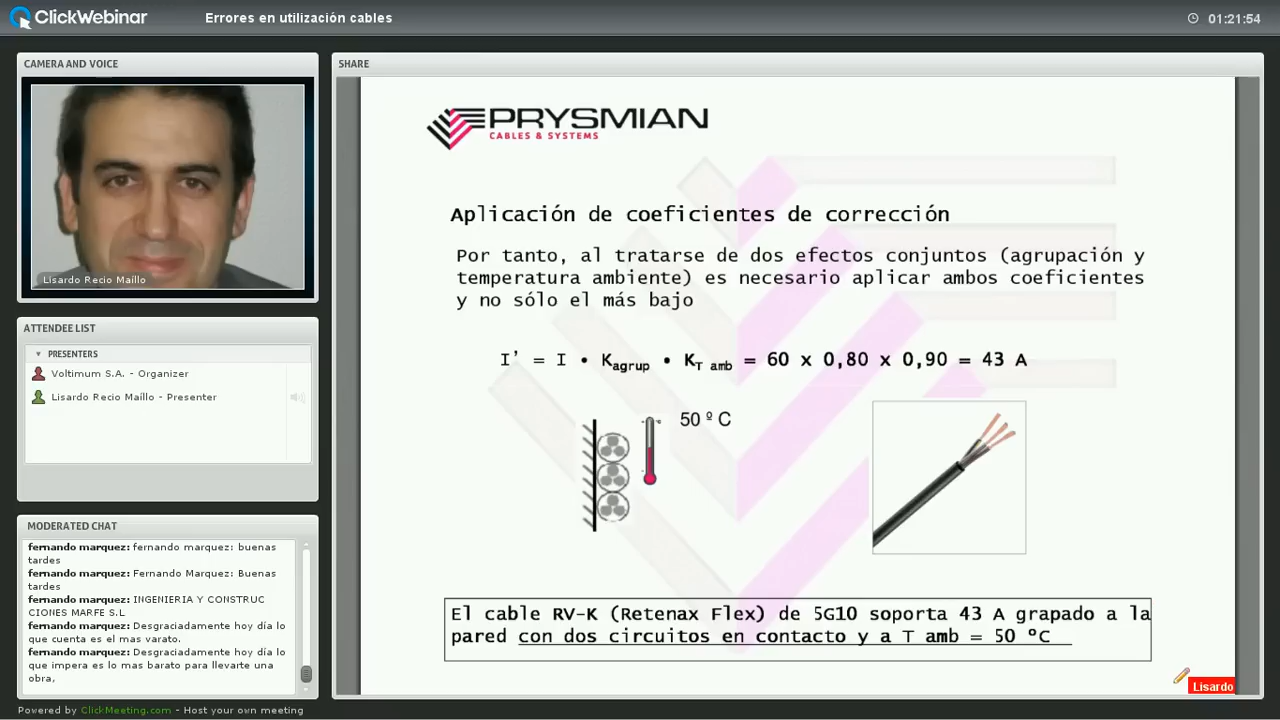 ClickWebinar
Errores en utilización cables
01:21:54
CAMERA AND VOICE
Lisardo Recio Maíllo
ATTENDEE LIST
PRESENTERS
Voltimum S.A. - Organizer
Lisardo Recio Maíllo - Presenter
MODERATED CHAT
fernando marquez: fernando marquez: buenas
tardes
fernando marquez: Fernando Marquez: Buenas
tardes
fernando marquez: INGENIERIA Y CONSTRUC
CIONES MARFE S.L
fernando marquez: Desgraciadamente hoy día lo
que cuenta es el mas varato.
fernando marquez: Desgraciadamente hoy día lo
que impera es lo mas barato para llevarte una
obra,
SHARE
PRYSMIAN
CABLES & SYSTEMS
Aplicación de coeficientes de corrección
Por tanto, al tratarse de dos efectos conjuntos (agrupación y
temperatura ambiente) es necesario aplicar ambos coeficientes
y no sólo el más bajo
I' = I • Kagrup • KT amb = 60 x 0,80 x 0,90 = 43 A
50 º C
El cable RV-K (Retenax Flex) de 5G10 soporta 43 A grapado a la
pared con dos circuitos en contacto y a T amb = 50 ºC
Lisardo
Powered by ClickMeeting.com - Host your own meeting